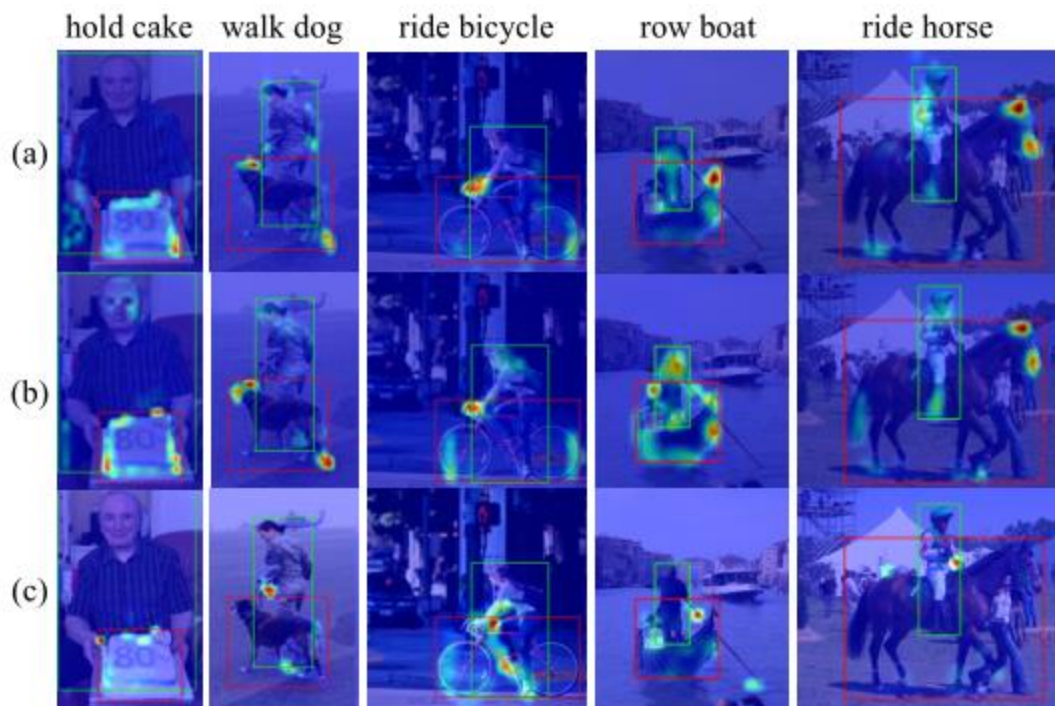 hold cake walk dog ride bicycle row boat ride horse
(a)
80
(b)
80
(c)
80